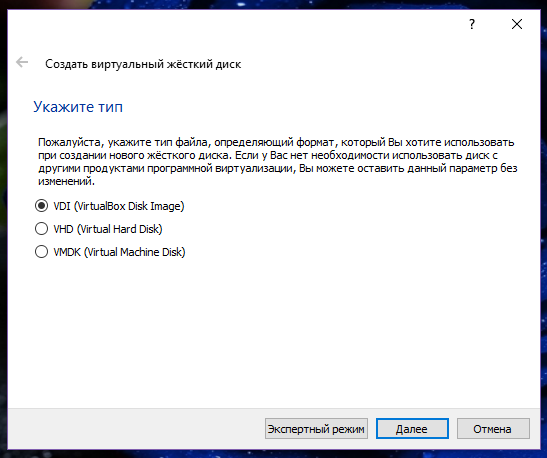 ?
Создать виртуальный жёсткий диск
Укажите тип
Пожалуйста, укажите тип файла, определяющий формат, который Вы хотите использовать
при создании нового жёсткого диска. Если у Вас нет необходимости использовать диск с
другими продуктами программной виртуализации, Вы можете оставить данный параметр без
изменений.
VDI (VirtualBox Disk Image)
VHD (Virtual Hard Disk)
VMDK (Virtual Machine Disk)
Экспертный режим Далее Отмена